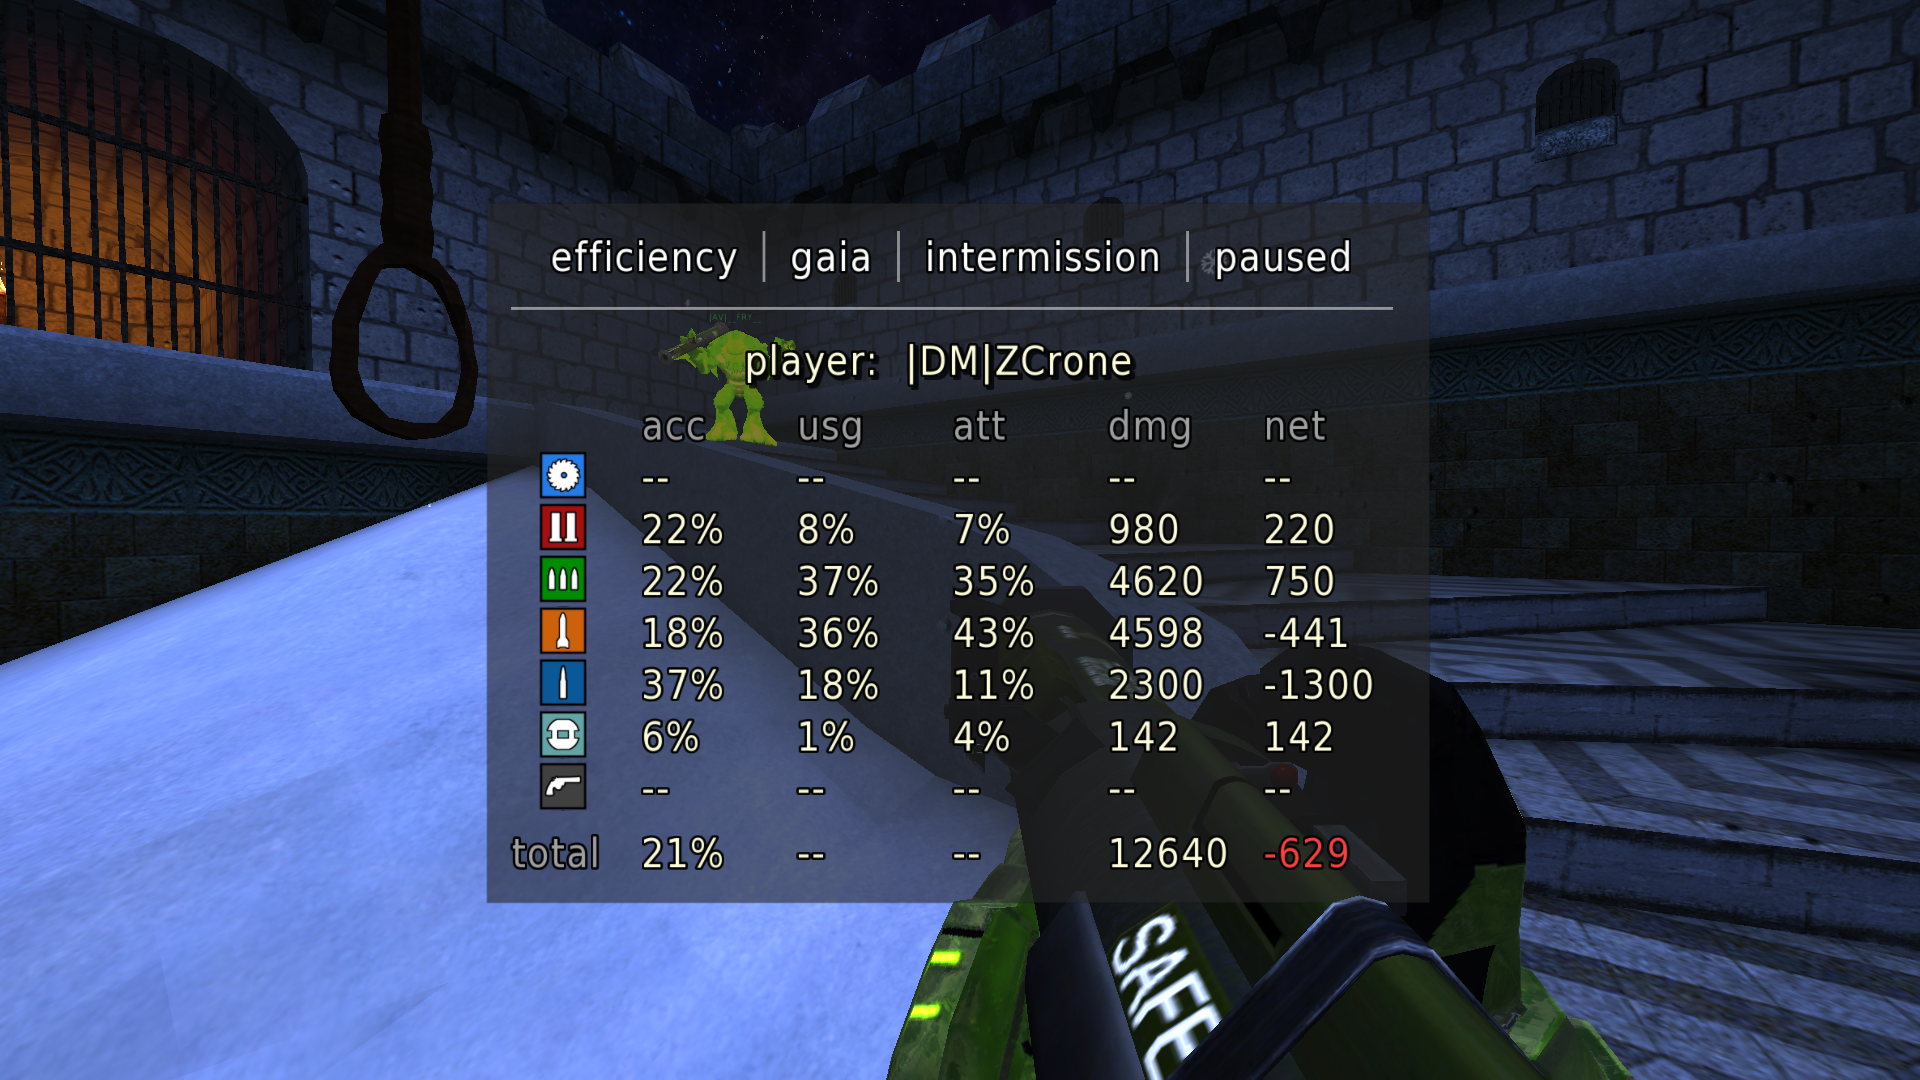 efficiency | gaia | intermission | paused
player: |DM|ZCrone
acc usg att dmg net
-- -- -- -- --
22% 8% 7% 980 220
22% 37% 35% 4620 750
18% 36% 43% 4598 -441
37% 18% 11% 2300 -1300
6% 1% 4% 142 142
-- -- -- -- --
total 21% -- -- 12640 -629
SAFE